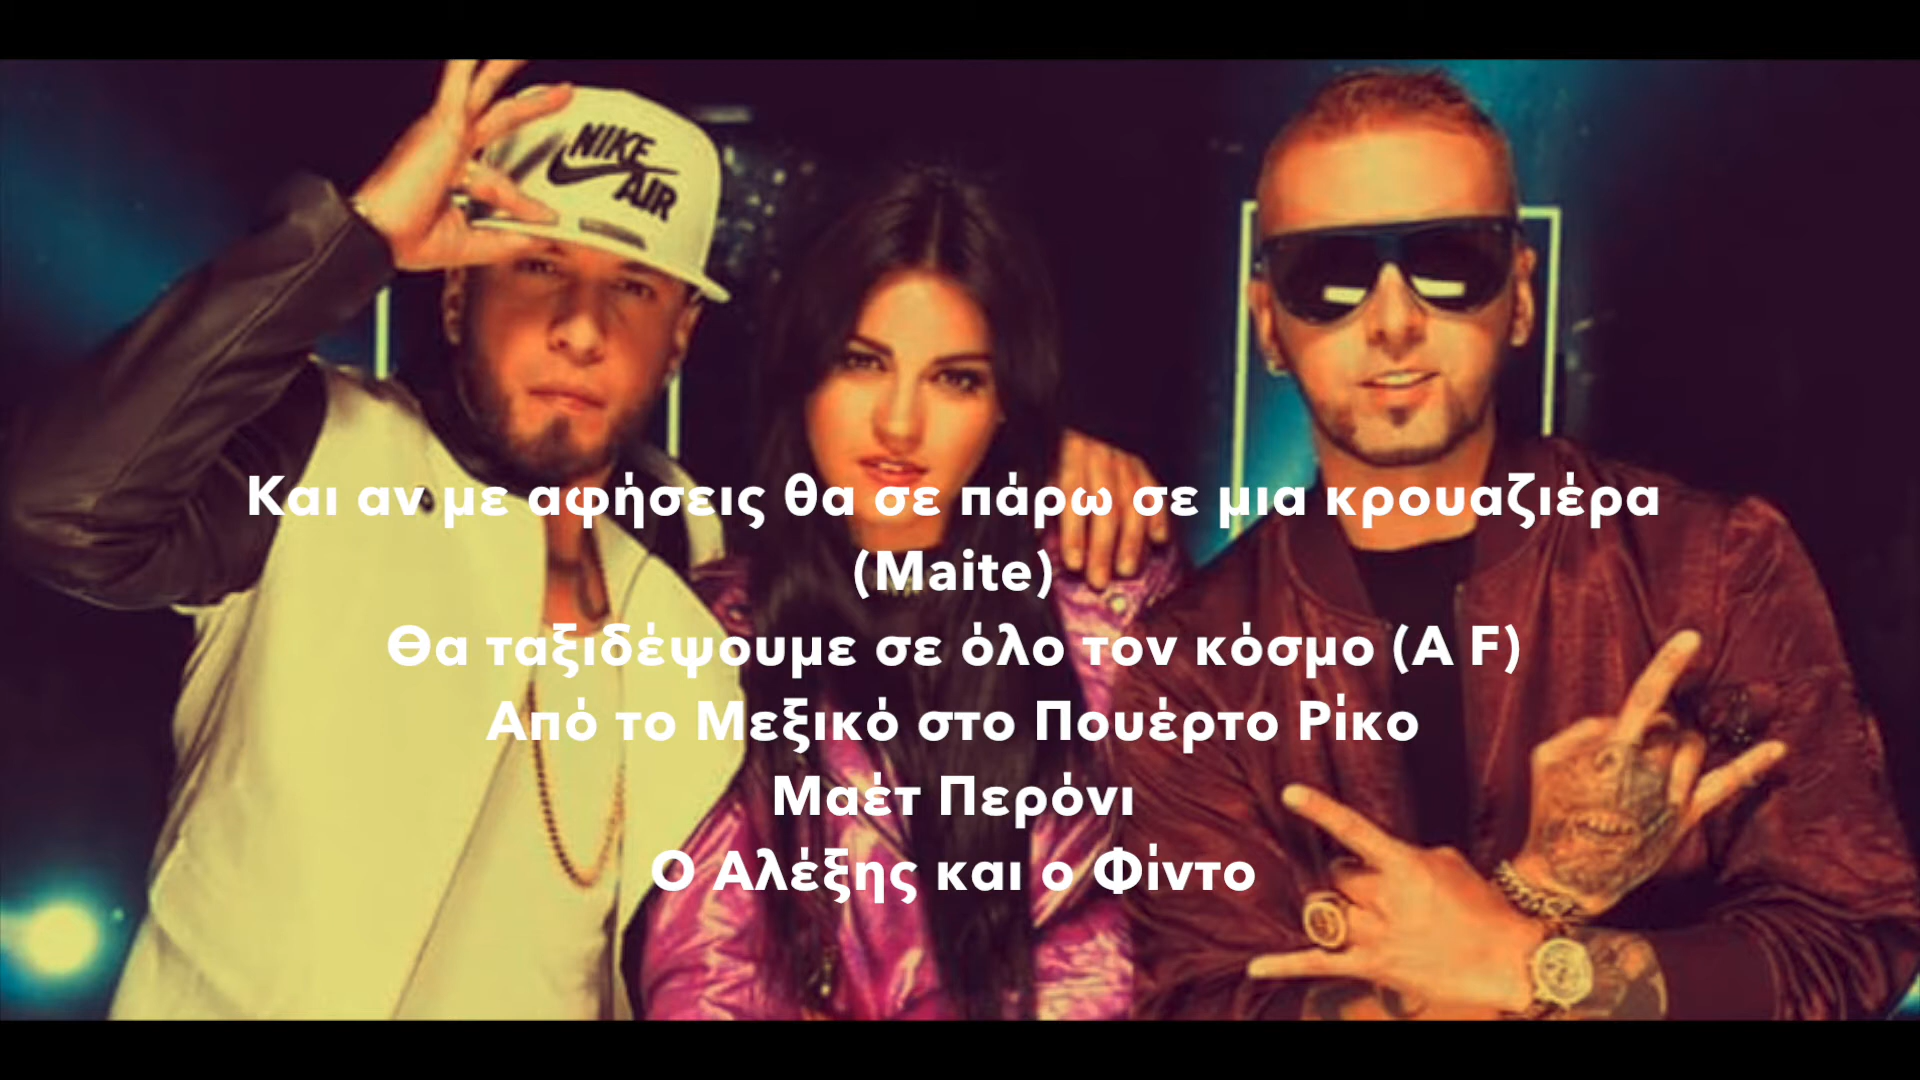 NIKE
AIR
Και αν με αφήσεις θα σε πάρω σε μια κρουαζιέρα
(Maite)
Θα ταξιδέψουμε σε όλο τον κόσμο (A F)
Από το Μεξικό στο Πουέρτο Ρίκο
Μαέτ Περόνι
Ο Αλέξης και ο Φίντο